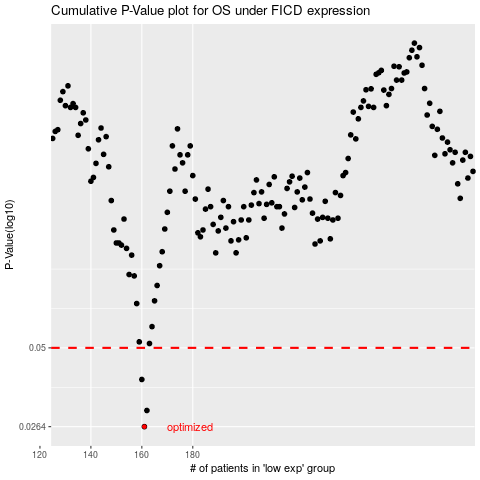 Cumulative P-Value plot for OS under FICD expression
P-Value(log10)
0.05
0.0264
optimized
120 140 160 180
# of patients in 'low exp' group